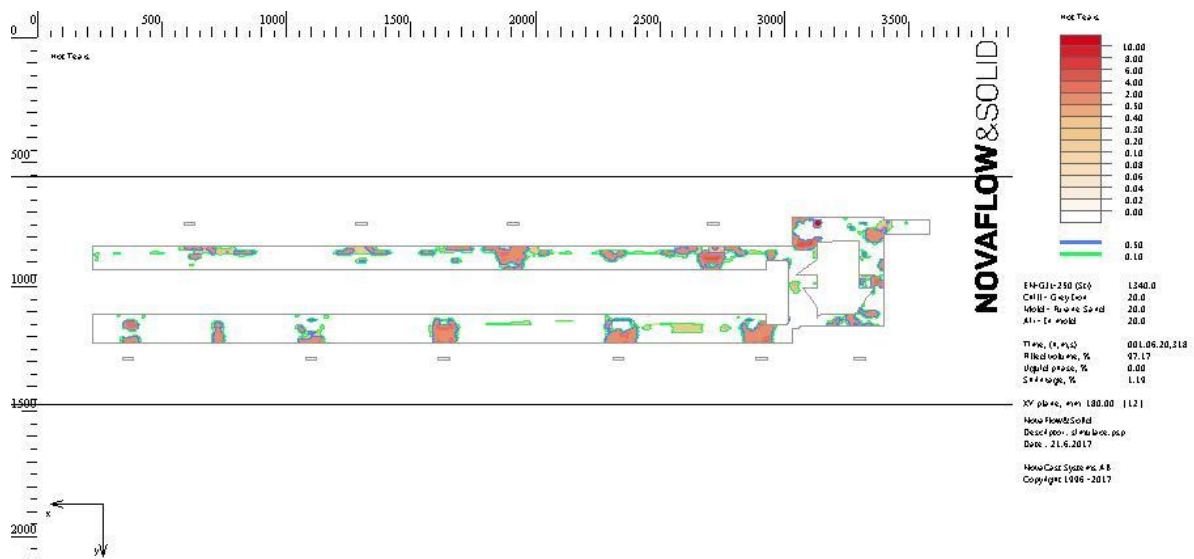 0 500 1000 1500 2000 2500 3000 3500
0
500
1000
1500
2000
Hot Tears
x
y
NOVAFLOW&SOLID
Hot Tears
10.00
8.00
6.00
4.00
2.00
0.50
0.40
0.30
0.20
0.10
0.08
0.06
0.04
0.02
0.00
0.50
0.10
1340.0
20.0
Mold - Furane Sand 20.0
20.0
001.06.20,318
Filled volume, % 97.17
Liquid phase, % 0.00
Shrinkage, % 1.19
XY plane, mm 180.00 [12]
NovaFlow&Solid
Date: 21.6.2017
NovaCast Systems AB
Copyright 1996-2017